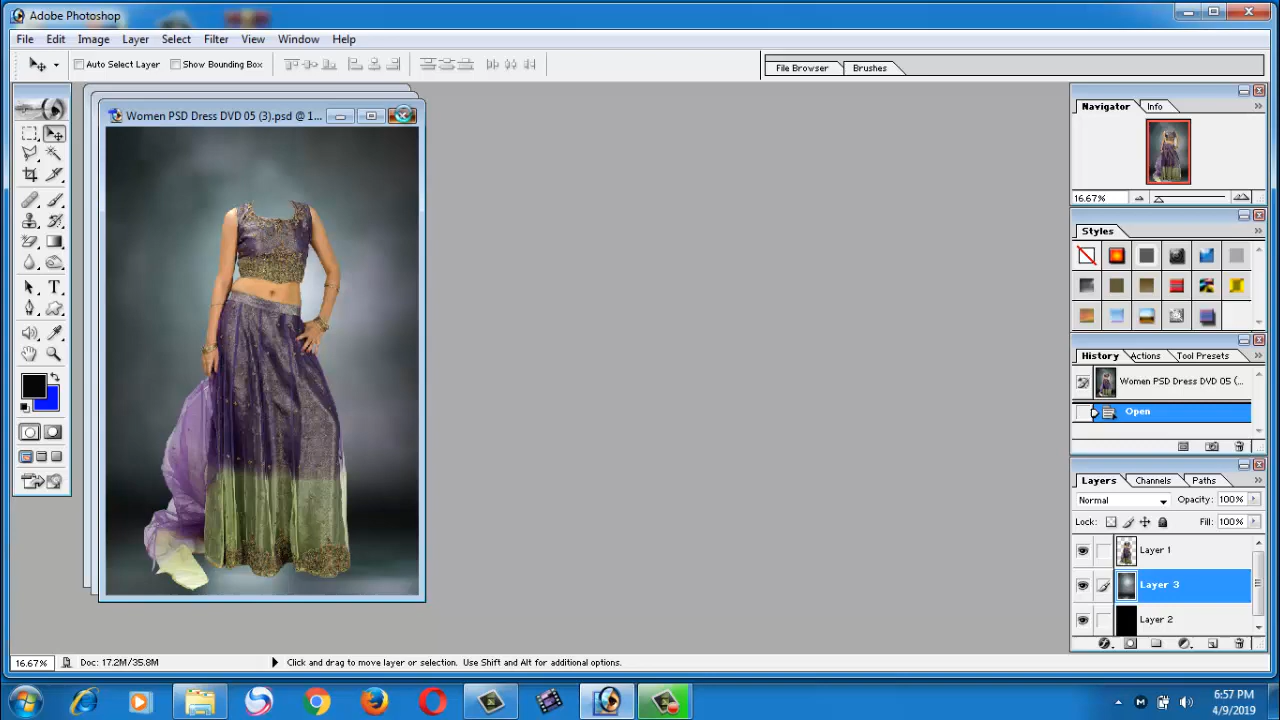 Adobe Photoshop
File Edit Image Layer Select Filter View Window Help
Auto Select Layer Show Bounding Box File Browser Brushes
Women PSD Dress DVD 05 (3).psd @ 1...
Navigator Info
16.67%
Styles
History Actions Tool Presets
Women PSD Dress DVD 05 (...
Open
Layers Channels Paths
Normal Opacity: 100%
Lock: Fill: 100%
Layer 1
Layer 3
Layer 2
16.67% Doc: 17.2M/35.8M Click and drag to move layer or selection. Use Shift and Alt for additional options.
6:57 PM
4/9/2019